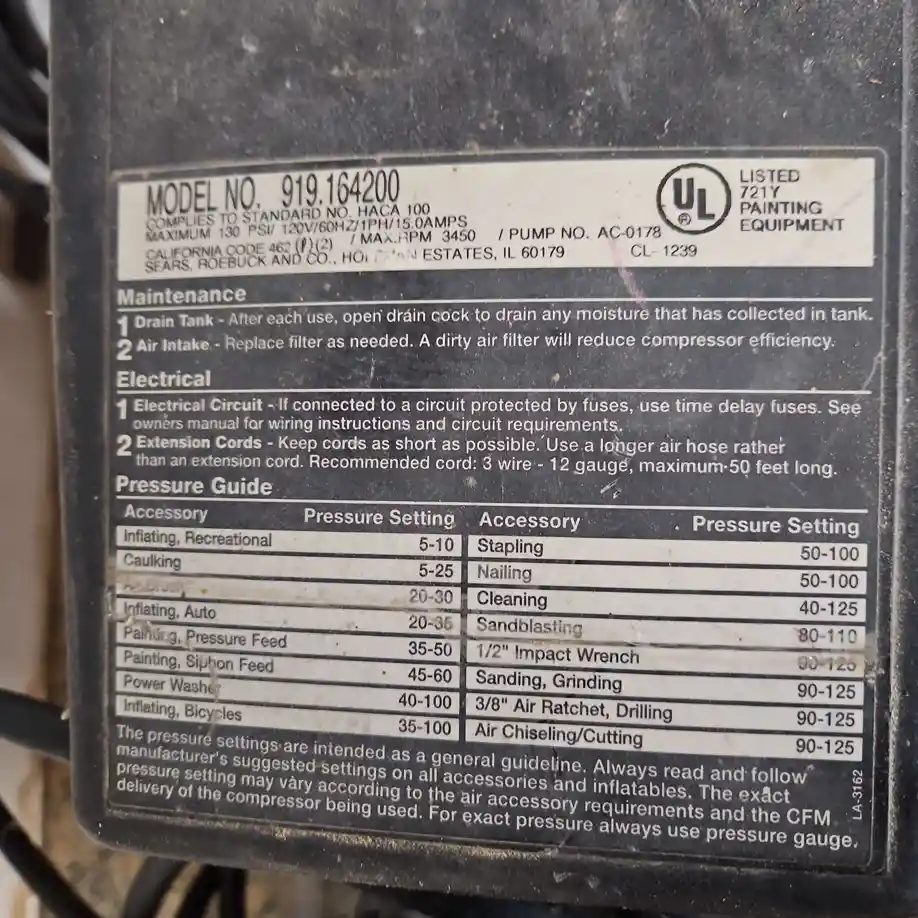 MODEL NO. 919.164200
COMPLIES TO STANDARD NO. HACA 100
MAXIMUM 130 PSI/ 120V/60HZ/1PH/15.0AMPS
/ MAX.RPM 3450 / PUMP NO. AC-0178
CALIFORNIA CODE 462 (l) (2)
SEARS, ROEBUCK AND CO., ESTATES, IL 60179 CL-1239
UL
®
LISTED
721Y
PAINTING
EQUIPMENT
Maintenance
1 Drain Tank - After each use, open drain cock to drain any moisture that has collected in tank.
2 Air Intake - Replace filter as needed. A dirty air filter will reduce compressor efficiency.
Electrical
1 Electrical Circuit - If connected to a circuit protected by fuses, use time delay fuses. See
owners manual for wiring instructions and circuit requirements.
2 Extension Cords - Keep cords as short as possible. Use a longer air hose rather
than an extension cord. Recommended cord: 3 wire - 12 gauge, maximum-50 feet long.
Pressure Guide
Accessory Pressure Setting Accessory Pressure Setting
Inflating, Recreational 5-10 Stapling 50-100
Caulking 5-25 Nailing 50-100
20-30 Cleaning 40-125
Inflating, Auto 20-35 Sandblasting 80-110
Painting, Pressure Feed 35-50 1/2" Impact Wrench 90-125
Painting, Siphon Feed 45-60 Sanding, Grinding 90-125
Power Washer 40-100 3/8" Air Ratchet, Drilling 90-125
Inflating, Bicycles 35-100 Air Chiseling/Cutting 90-125
The pressure settings are intended as a general guideline. Always read and follow
manufacturer's suggested settings on all accessories and inflatables. The exact
pressure setting may vary according to the air accessory requirements and the CFM
delivery of the compressor being used. For exact pressure always use pressure gauge.
LA-3162